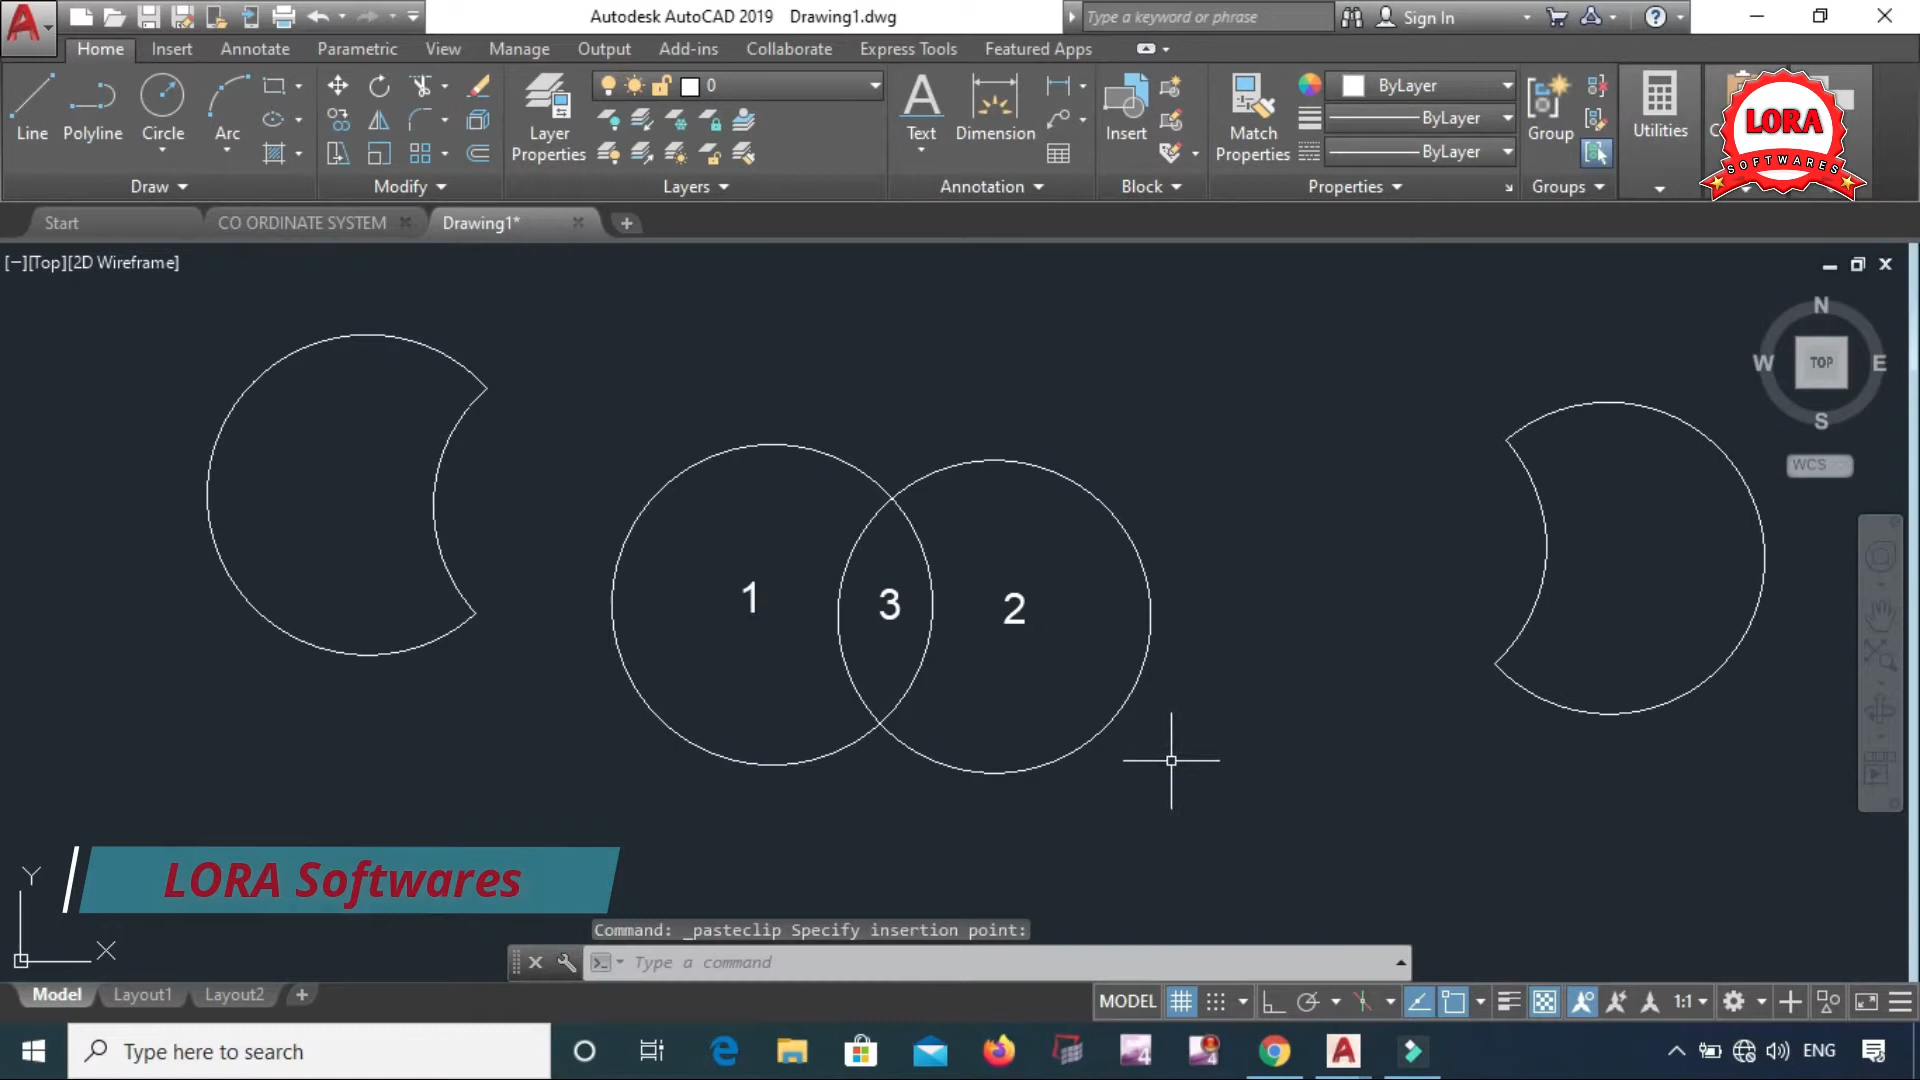 Autodesk AutoCAD 2019 Drawing1.dwg
Type a keyword or phrase
Sign In
Home Insert Annotate Parametric View Manage Output Add-ins Collaborate Express Tools Featured Apps
0
ByLayer
ByLayer
ByLayer
Line Polyline Circle Arc
Layer
Properties
Text Dimension
Insert
Match
Properties
Group
Utilities
LORA
SOFTWARES
Draw Modify Layers Annotation Block Properties Groups
Start CO ORDINATE SYSTEM Drawing1*
[−][Top][2D Wireframe]
N
W TOP E
S
WCS
1 3 2
LORA Softwares
Y
X
Command: _pasteclip Specify insertion point:
Type a command
Model Layout1 Layout2 +
MODEL 1:1
Type here to search
ENG